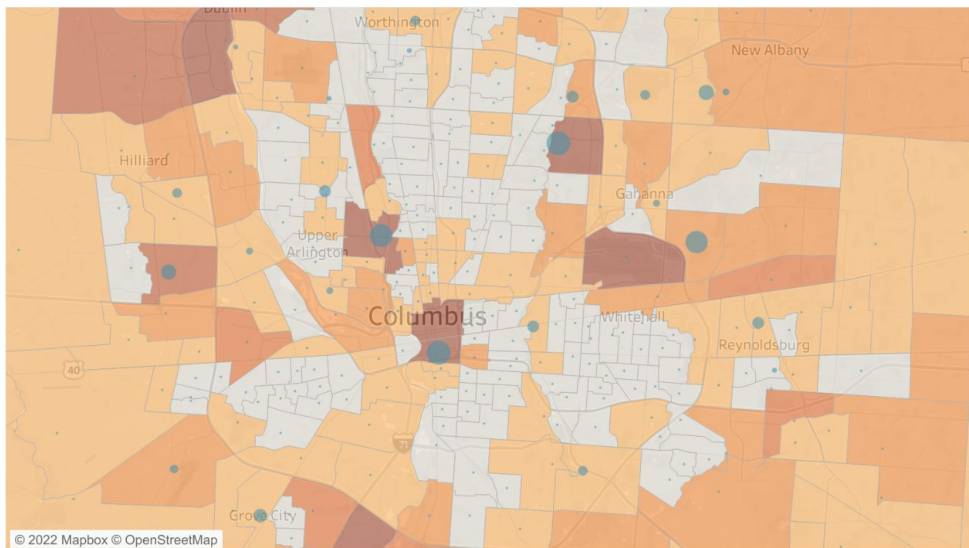 Dublin
Worthington
New Albany
Hilliard
Gahanna
Upper
Arlington
Columbus
Whitehall
Reynoldsburg
40
71
Grove City
© 2022 Mapbox © OpenStreetMap